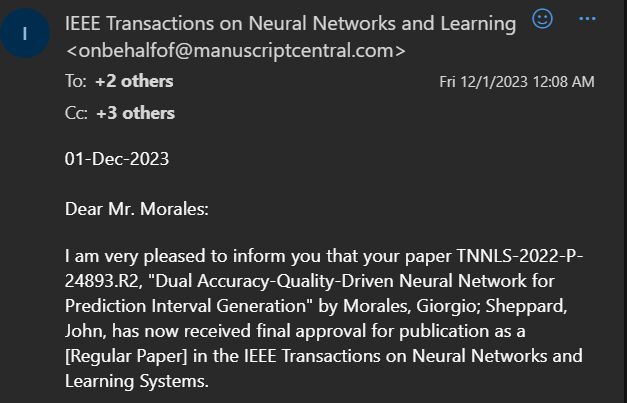 I
IEEE Transactions on Neural Networks and Learning
<onbehalfof@manuscriptcentral.com>
To: +2 others
Fri 12/1/2023 12:08 AM
Cc: +3 others
01-Dec-2023
Dear Mr. Morales:
I am very pleased to inform you that your paper TNNLS-2022-P-
24893.R2, "Dual Accuracy-Quality-Driven Neural Network for
Prediction Interval Generation" by Morales, Giorgio; Sheppard,
John, has now received final approval for publication as a
[Regular Paper] in the IEEE Transactions on Neural Networks and
Learning Systems.